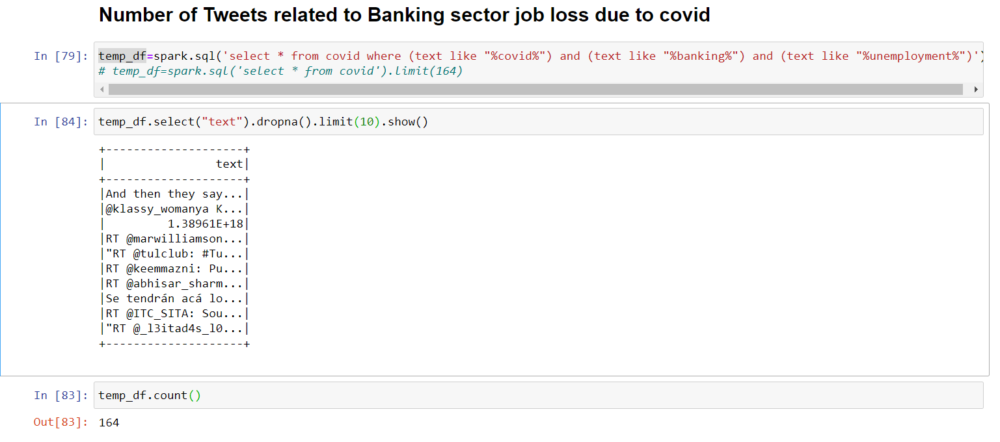 Number of Tweets related to Banking sector job loss due to covid
In [79]: temp_df=spark.sql('select * from covid where (text like "%covid%") and (text like "%banking%") and (text like "%unemployment%")')
# temp_df=spark.sql('select * from covid').limit(164)
In [84]: temp_df.select("text").dropna().limit(10).show()
+--------------------+
|                text|
+--------------------+
|And then they say...|
|@klassy_womanya K...|
|         1.38961E+18|
|RT @marwilliamson...|
|"RT @tulclub: #Tu...|
|RT @keemmazni: Pu...|
|RT @abhisar_sharm...|
|Se tendrán acá lo...|
|RT @ITC_SITA: Sou...|
|"RT @_l3itad4s_l0...|
+--------------------+
In [83]: temp_df.count()
Out[83]: 164